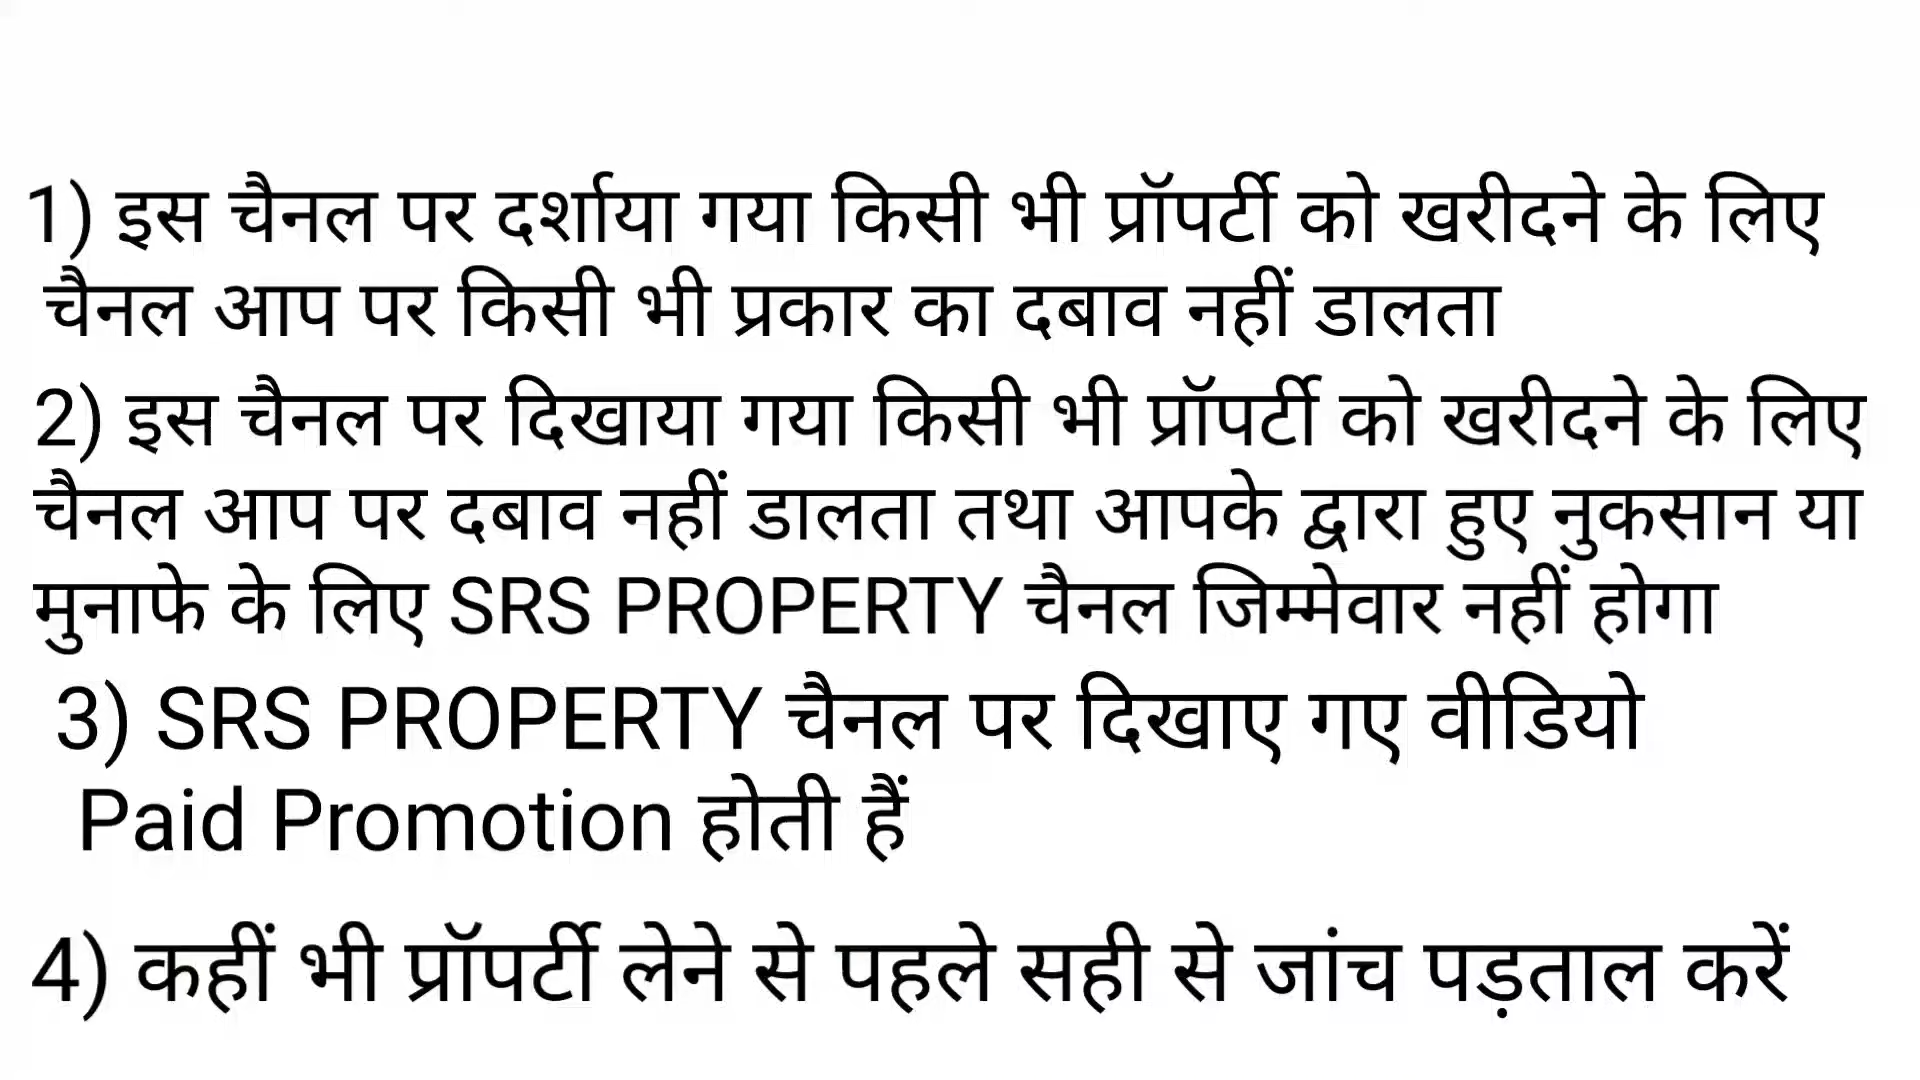 1) इस चैनल पर दर्शाया गया किसी भी प्रॉपर्टी को खरीदने के लिए
चैनल आप पर किसी भी प्रकार का दबाव नहीं डालता
2) इस चैनल पर दिखाया गया किसी भी प्रॉपर्टी को खरीदने के लिए
चैनल आप पर दबाव नहीं डालता तथा आपके द्वारा हुए नुकसान या
मुनाफे के लिए SRS PROPERTY चैनल जिम्मेवार नहीं होगा
3) SRS PROPERTY चैनल पर दिखाए गए वीडियो
Paid Promotion होती हैं
4) कहीं भी प्रॉपर्टी लेने से पहले सही से जांच पड़ताल करें